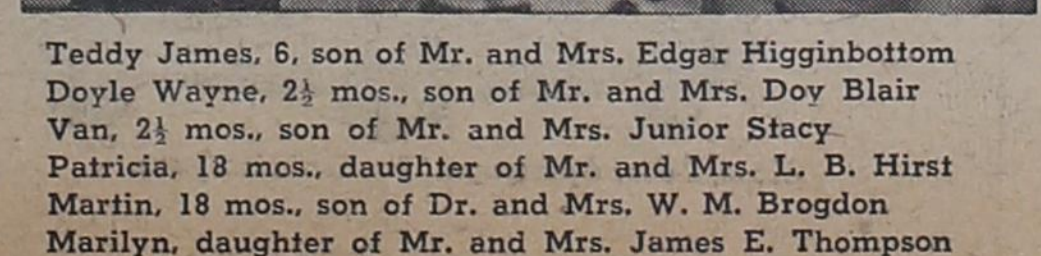 Teddy James, 6, son of Mr. and Mrs. Edgar Higginbottom
Doyle Wayne, 2½ mos., son of Mr. and Mrs. Doy Blair
Van, 2½ mos., son of Mr. and Mrs. Junior Stacy
Patricia, 18 mos., daughter of Mr. and Mrs. L. B. Hirst
Martin, 18 mos., son of Dr. and Mrs. W. M. Brogdon
Marilyn, daughter of Mr. and Mrs. James E. Thompson